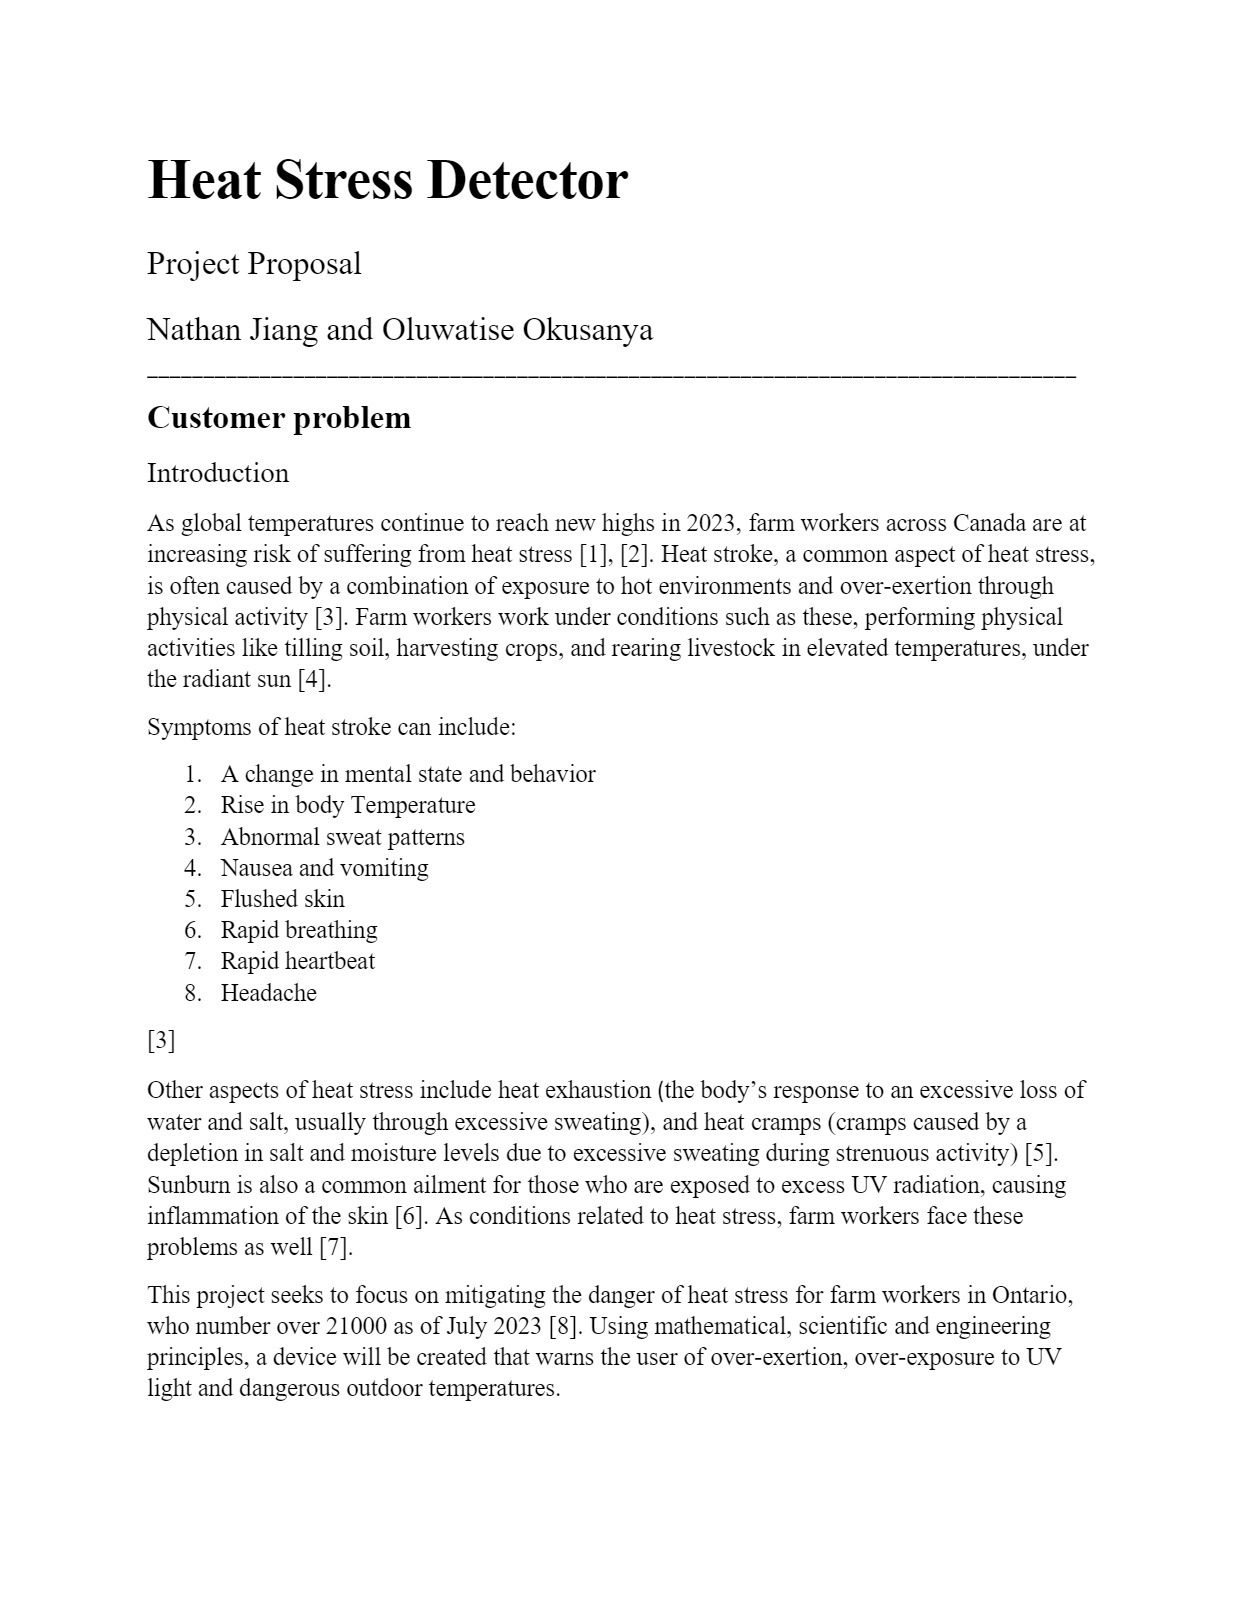 Heat Stress Detector
Project Proposal
Nathan Jiang and Oluwatise Okusanya
___________________________________________________________________________________
Customer problem
Introduction
As global temperatures continue to reach new highs in 2023, farm workers across Canada are at
increasing risk of suffering from heat stress [1], [2]. Heat stroke, a common aspect of heat stress,
is often caused by a combination of exposure to hot environments and over-exertion through
physical activity [3]. Farm workers work under conditions such as these, performing physical
activities like tilling soil, harvesting crops, and rearing livestock in elevated temperatures, under
the radiant sun [4].
Symptoms of heat stroke can include:
1. A change in mental state and behavior
2. Rise in body Temperature
3. Abnormal sweat patterns
4. Nausea and vomiting
5. Flushed skin
6. Rapid breathing
7. Rapid heartbeat
8. Headache
[3]
Other aspects of heat stress include heat exhaustion (the body’s response to an excessive loss of
water and salt, usually through excessive sweating), and heat cramps (cramps caused by a
depletion in salt and moisture levels due to excessive sweating during strenuous activity) [5].
Sunburn is also a common ailment for those who are exposed to excess UV radiation, causing
inflammation of the skin [6]. As conditions related to heat stress, farm workers face these
problems as well [7].
This project seeks to focus on mitigating the danger of heat stress for farm workers in Ontario,
who number over 21000 as of July 2023 [8]. Using mathematical, scientific and engineering
principles, a device will be created that warns the user of over-exertion, over-exposure to UV
light and dangerous outdoor temperatures.